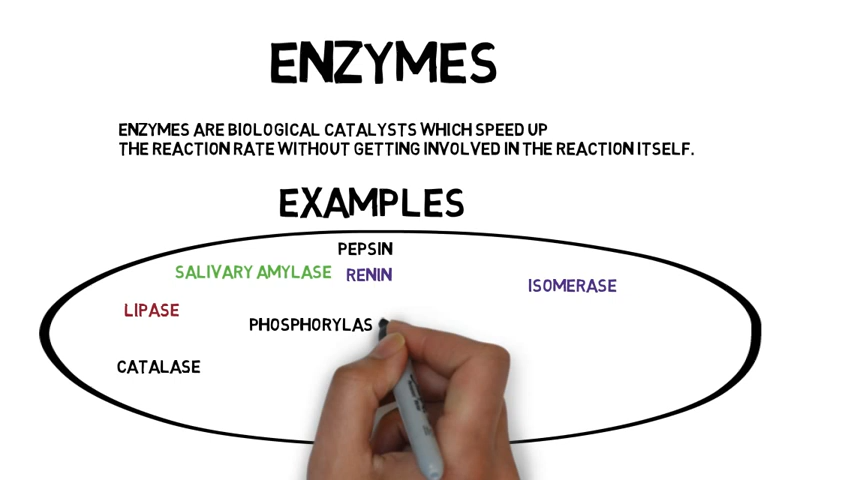 ENZYMES
ENZYMES ARE BIOLOGICAL CATALYSTS WHICH SPEED UP
THE REACTION RATE WITHOUT GETTING INVOLVED IN THE REACTION ITSELF.
EXAMPLES
PEPSIN
SALIVARY AMYLASE RENIN
ISOMERASE
LIPASE
PHOSPHORYLAS
CATALASE